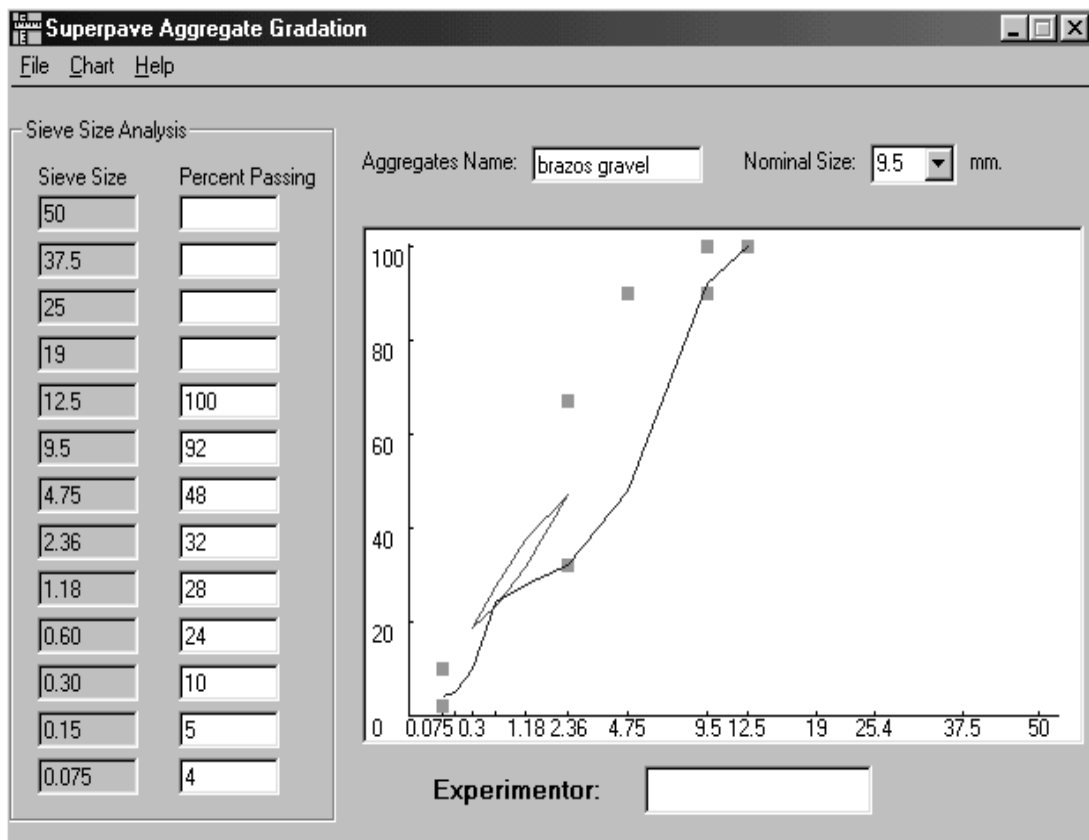 Superpave Aggregate Gradation
File Chart Help
Sieve Size Analysis
Sieve Size Percent Passing
50
37.5
25
19
12.5 100
9.5 92
4.75 48
2.36 32
1.18 28
0.60 24
0.30 10
0.15 5
0.075 4
Aggregates Name: brazos gravel Nominal Size: 9.5 mm.
100
80
60
40
20
0 0.075 0.3 1.18 2.36 4.75 9.5 12.5 19 25.4 37.5 50
Experimentor: